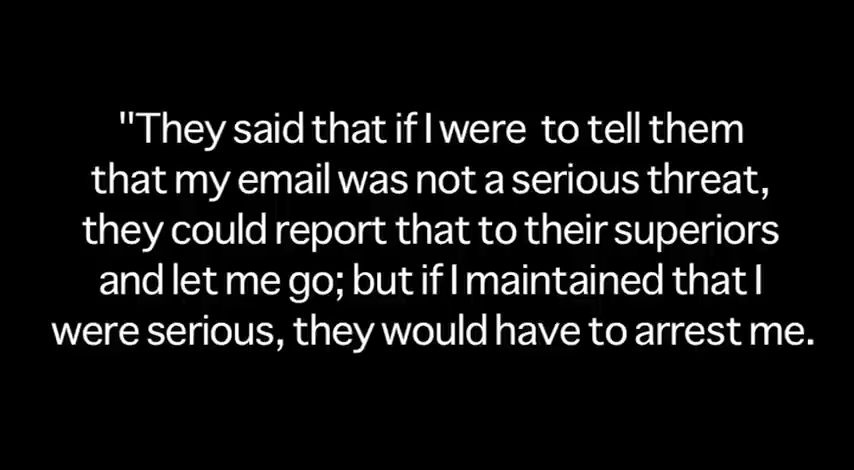 "They said that if I were to tell them
that my email was not a serious threat,
they could report that to their superiors
and let me go; but if I maintained that I
were serious, they would have to arrest me.